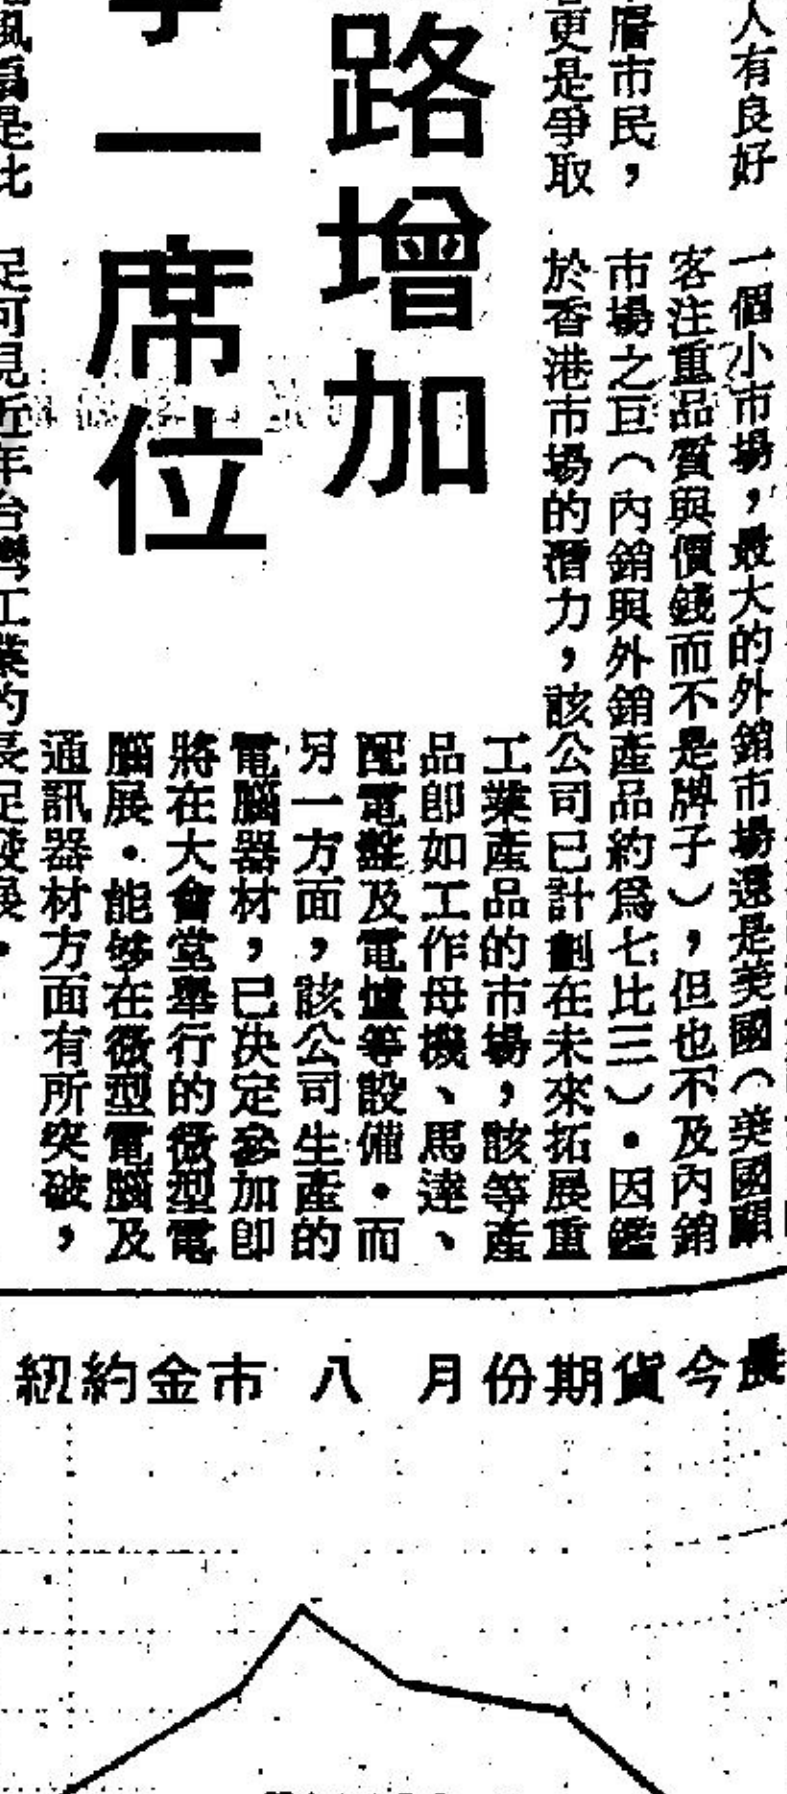 路增加
一席位
人有良好
一個小市場，最大的外銷市場還是美國（美國顧
客注重品質與價錢而不是牌子），但也不及內銷
層市民，
市場之巨（內銷與外銷產品約爲七比三）．因鑑
更是爭取
於香港市場的潛力，該公司已計劃在未來拓展重
工業產品的市場，該等產
品即如工作母機、馬達、
配電盤及電爐等設備．而
另一方面，該公司生產的
電腦器材，已決定參加即
將在大會堂舉行的微型電
腦展．能够在微型電腦及
通訊器材方面有所突破，
風扇是比
足可見近年台灣工業的長足發展．
紐約金市 八 月份期貨今晨